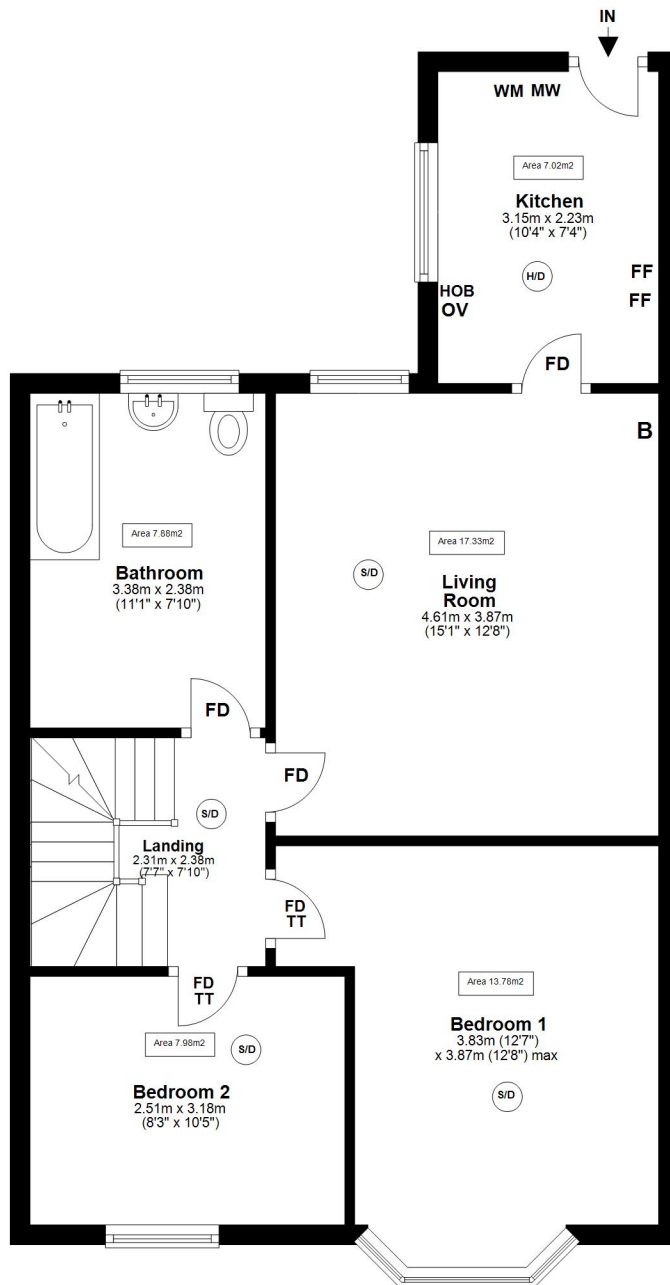 IN
WM MW
Area 7.02m2
Kitchen
3.15m x 2.23m
(10'4" x 7'4")
H/D
FF
FF
HOB
OV
FD
B
Area 7.88m2
Bathroom
3.38m x 2.38m
(11'1" x 7'10")
Area 17.33m2
S/D
Living
Room
4.61m x 3.87m
(15'1" x 12'8")
FD
FD
S/D
Landing
2.31m x 2.38m
(7'7" x 7'10")
FD
TT
FD
TT
Area 13.78m2
Bedroom 1
3.83m (12'7")
x 3.87m (12'8") max
S/D
Area 7.98m2
S/D
Bedroom 2
2.51m x 3.18m
(8'3" x 10'5")